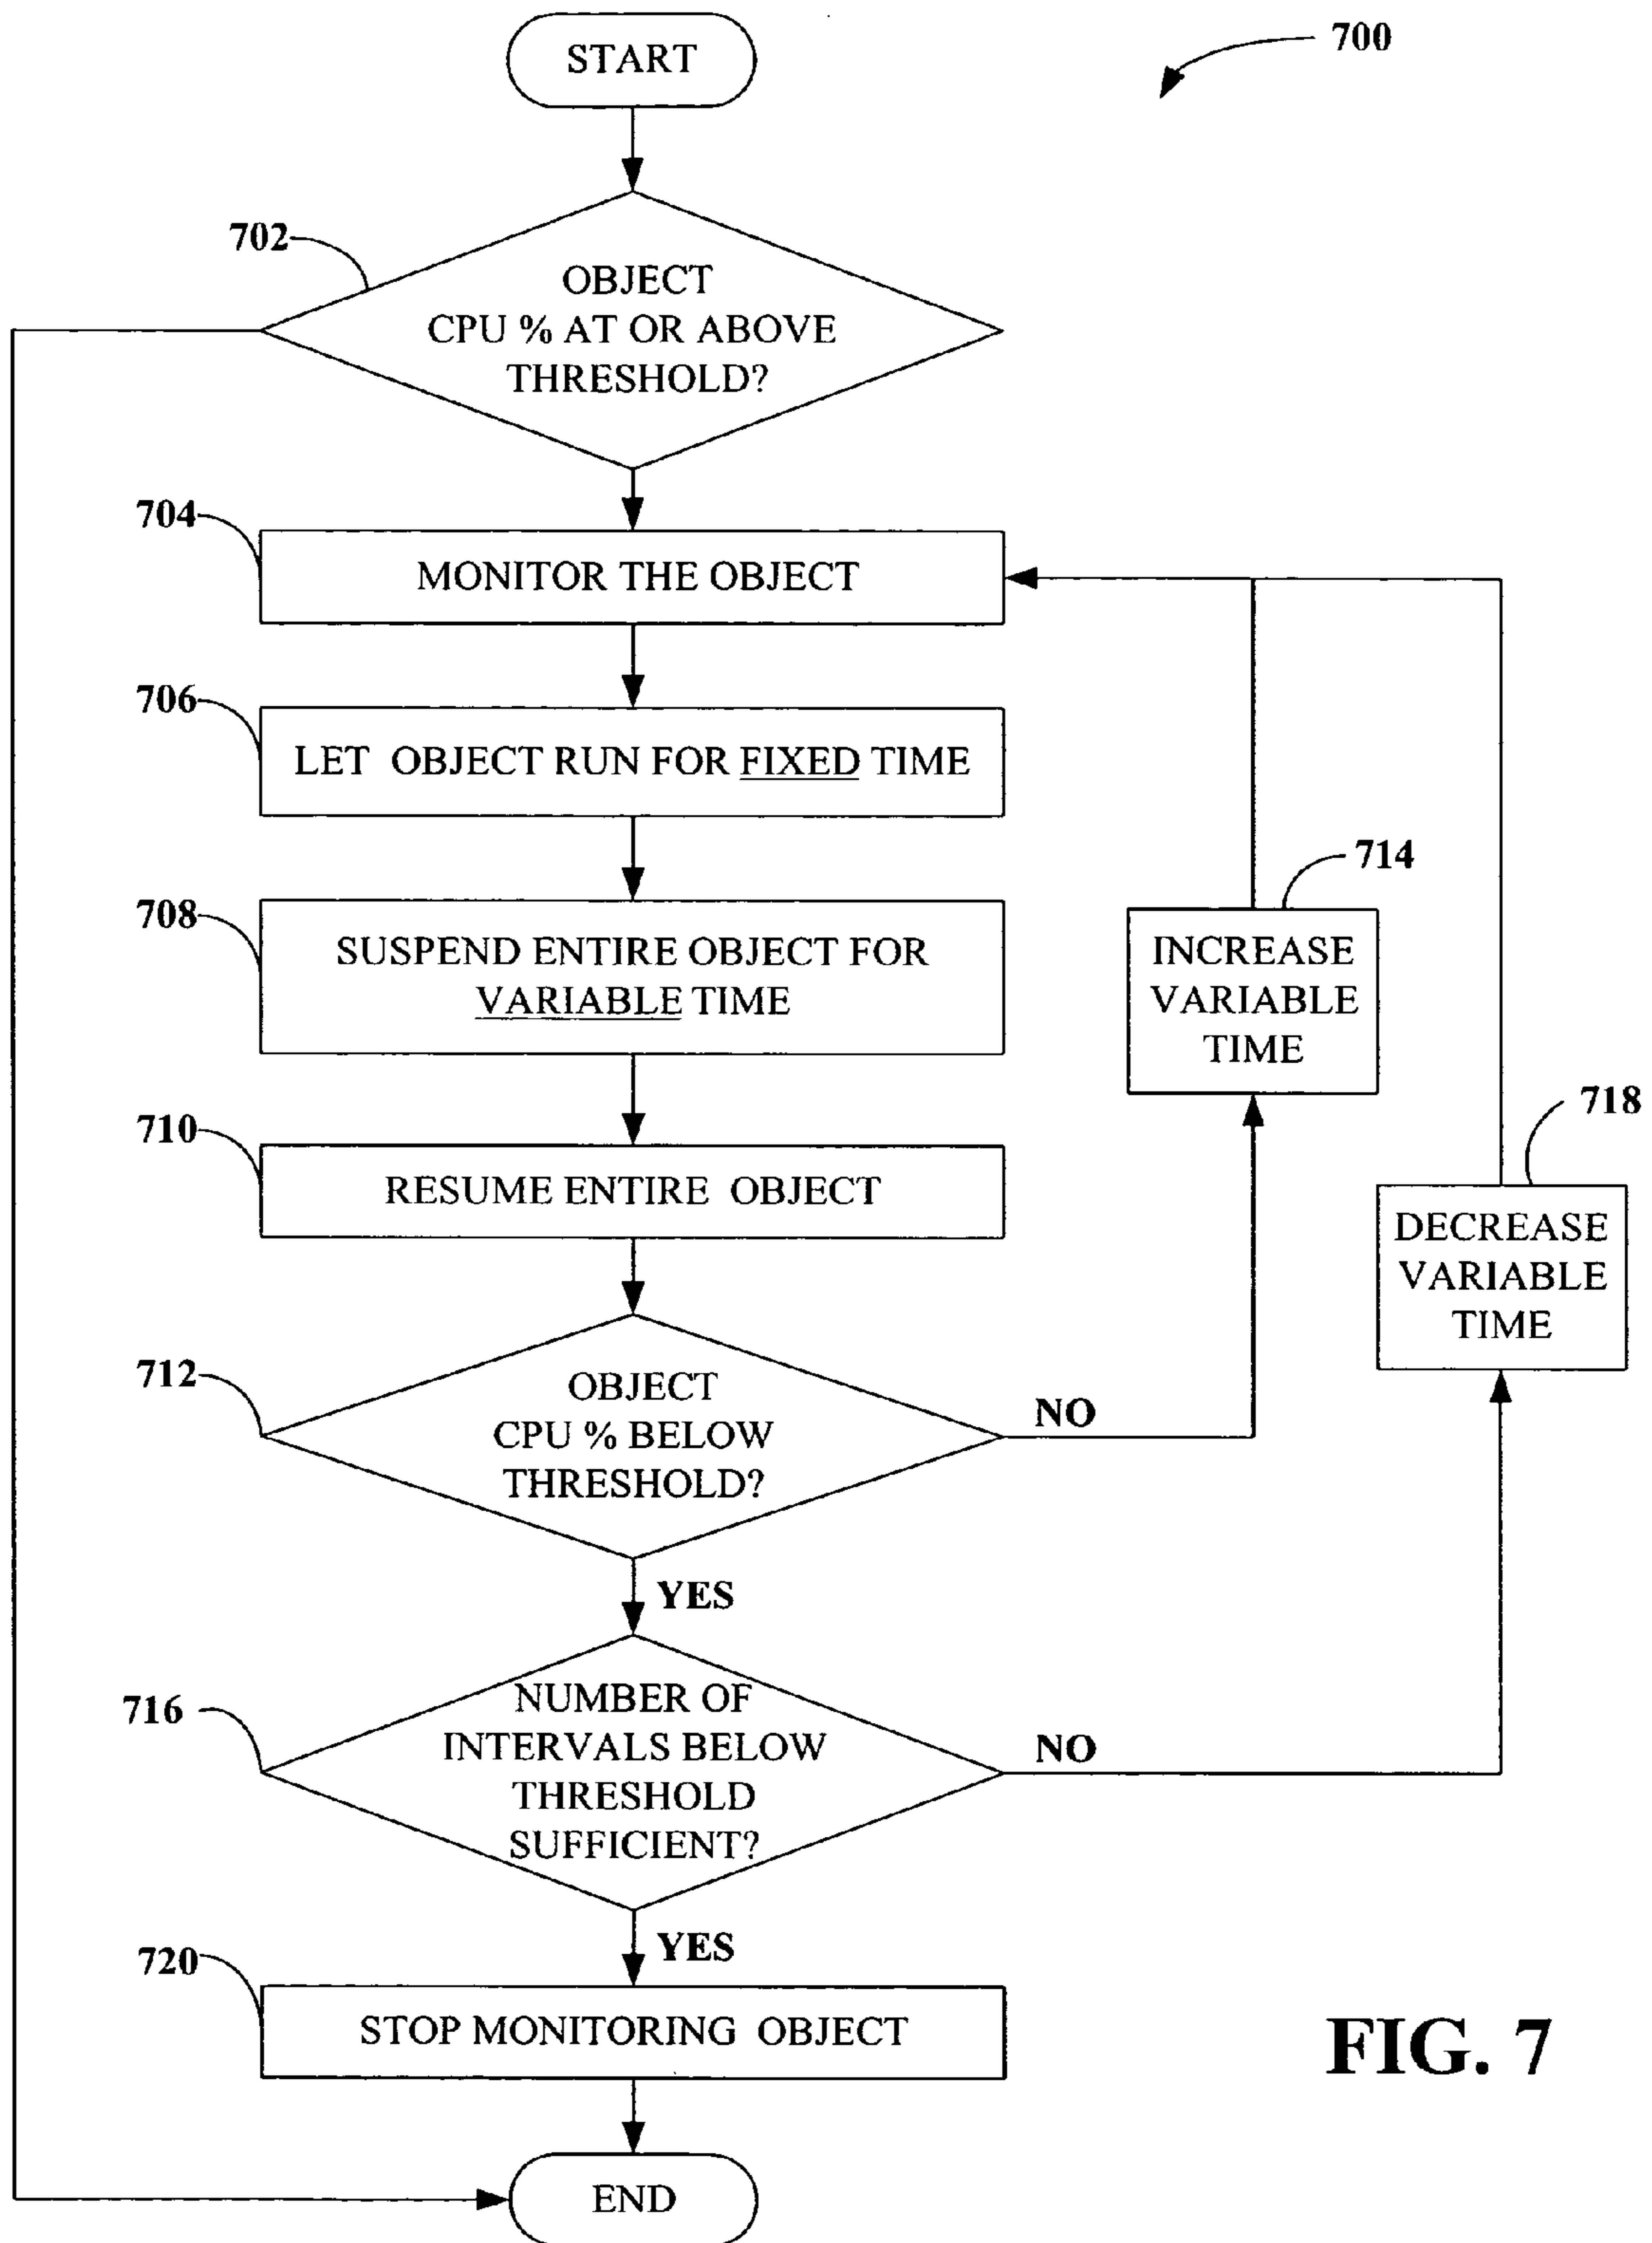 START
700
702
OBJECT
CPU % AT OR ABOVE
THRESHOLD?
704
MONITOR THE OBJECT
706
LET OBJECT RUN FOR FIXED TIME
708
SUSPEND ENTIRE OBJECT FOR
VARIABLE TIME
714
INCREASE
VARIABLE
TIME
710
RESUME ENTIRE OBJECT
718
DECREASE
VARIABLE
TIME
712
OBJECT
CPU % BELOW
THRESHOLD?
NO
YES
716
NUMBER OF
INTERVALS BELOW
THRESHOLD
SUFFICIENT?
NO
YES
720
STOP MONITORING OBJECT
END
FIG. 7